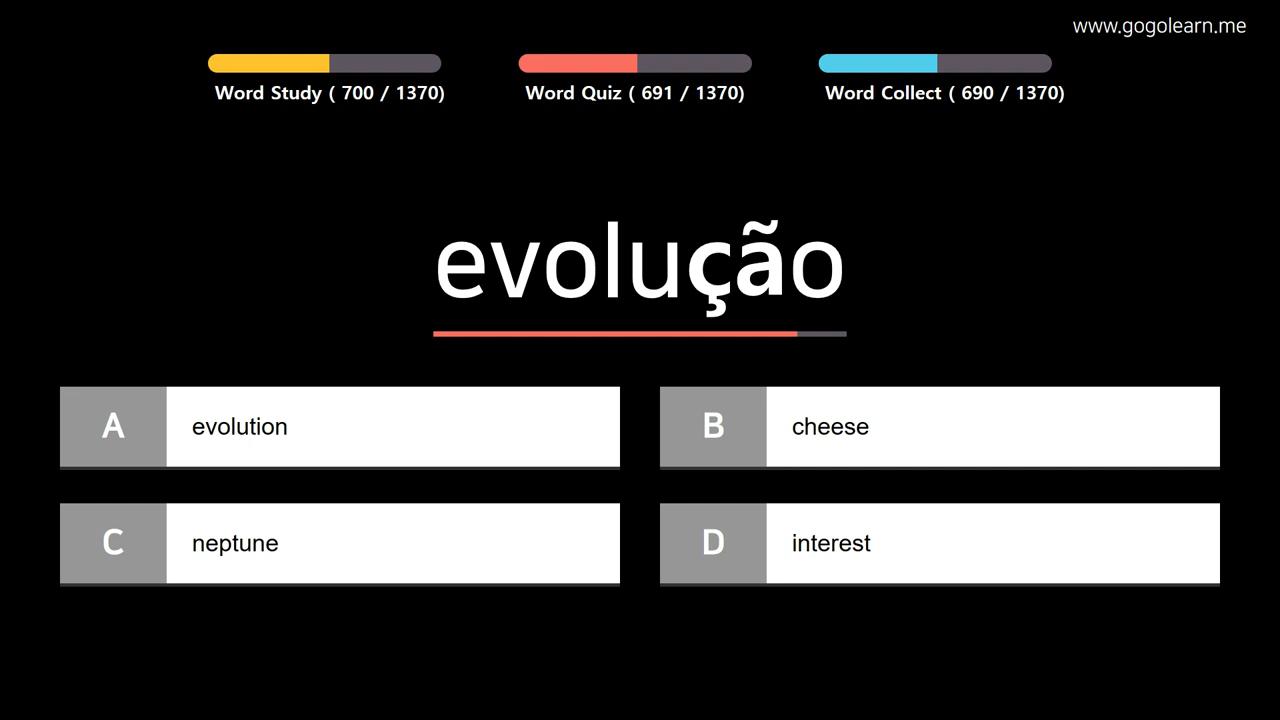 www.gogolearn.me
Word Study ( 700 / 1370)
Word Quiz ( 691 / 1370)
Word Collect ( 690 / 1370)
evolução
A evolution
B cheese
C neptune
D interest